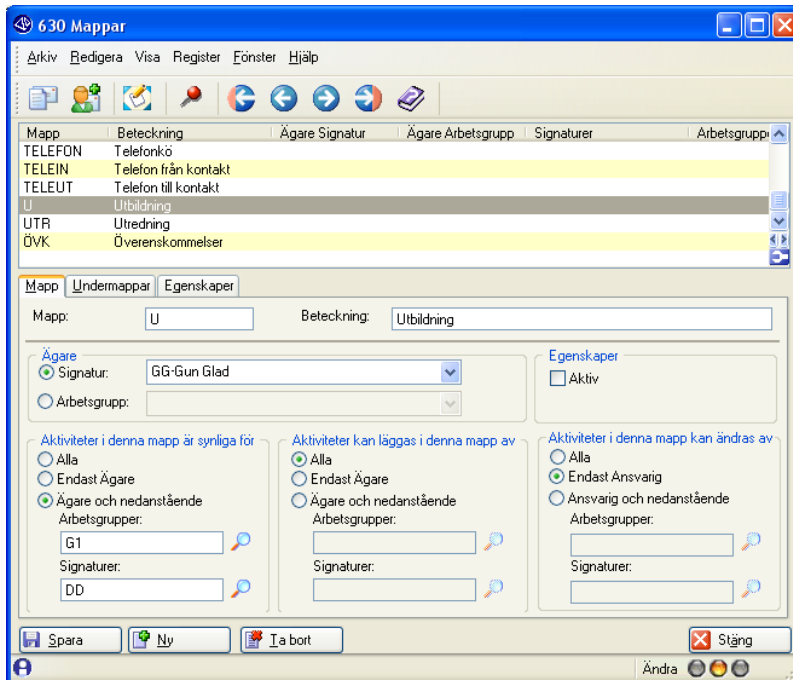 630 Mappar
Arkiv Redigera Visa Register Fönster Hjälp
Mapp Beteckning Ägare Signatur Ägare Arbetsgrupp Signaturer Arbetsgruppe
TELEFON Telefonkö
TELEIN Telefon från kontakt
TELEUT Telefon till kontakt
U Utbildning
UTR Utredning
ÖVK Överenskommelser
Mapp Undermappar Egenskaper
Mapp: U Beteckning: Utbildning
Ägare Egenskaper
Signatur: GG-Gun Glad Aktiv
Arbetsgrupp:
Aktiviteter i denna mapp är synliga för Aktiviteter kan läggas i denna mapp av Aktiviteter i denna mapp kan ändras av
Alla Alla Alla
Endast Ägare Endast Ägare Endast Ansvarig
Ägare och nedanstående Ägare och nedanstående Ansvarig och nedanstående
Arbetsgrupper: Arbetsgrupper: Arbetsgrupper:
G1
Signaturer: Signaturer: Signaturer:
DD
Spara Ny Ta bort Stäng
Ändra